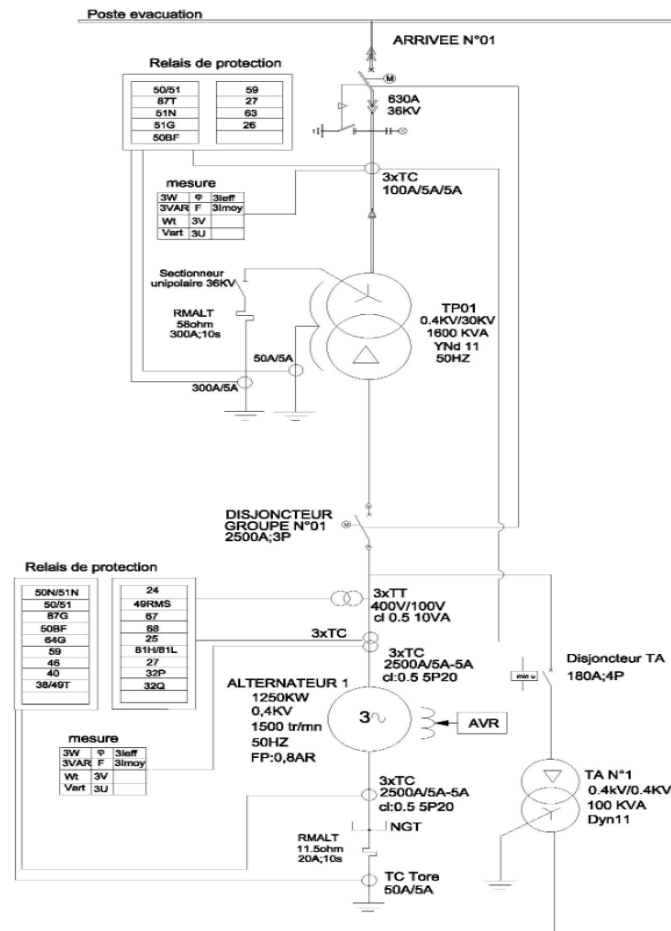 Poste evacuation
ARRIVEE N°01
M
630A
36KV
Relais de protection
50/51
87T
51N
51G
50BF
59
27
63
26
3xTC
100A/5A/5A
mesure
3W φ 3Ieff
3VAR F 3Imoy
Wt 3V
Vart 3U
Sectionneur
unipolaire 36KV
RMALT
58ohm
300A;10s
50A/5A
300A/5A
TP01
0.4KV/30KV
1600 KVA
YNd 11
50HZ
DISJONCTEUR
GROUPE N°01
2500A;3P
M
Relais de protection
50N/51N
50/51
87G
50BF
64G
59
46
40
38/49T
24
49RMS
67
68
25
81H/81L
27
32P
32Q
3xTT
400V/100V
cl 0.5 10VA
3xTC
3xTC
2500A/5A-5A
cl:0.5 5P20
ALTERNATEUR 1
1250KW
0,4KV
1500 tr/mn
50HZ
FP:0,8AR
3~
AVR
min u
Disjoncteur TA
180A;4P
mesure
3W φ 3Ieff
3VAR F 3Imoy
Wt 3V
Vart 3U
3xTC
2500A/5A-5A
cl:0.5 5P20
NGT
RMALT
11.5ohm
20A;10s
TC Tore
50A/5A
TA N°1
0.4kV/0.4KV
100 KVA
Dyn11